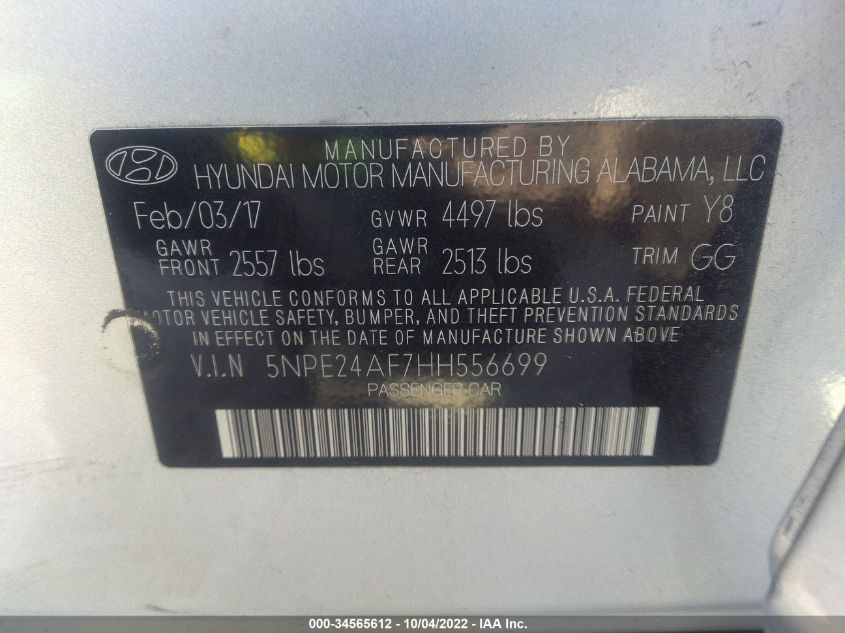 MANUFACTURED BY
HYUNDAI MOTOR MANUFACTURING ALABAMA, LLC
Feb/03/17 GVWR 4497 lbs PAINT Y8
GAWR FRONT 2557 lbs GAWR REAR 2513 lbs TRIM GG
THIS VEHICLE CONFORMS TO ALL APPLICABLE U.S.A. FEDERAL
MOTOR VEHICLE SAFETY, BUMPER, AND THEFT PREVENTION STANDARDS
IN EFFECT ON THE DATE OF MANUFACTURE SHOWN ABOVE
V.I.N 5NPE24AF7HH556699
PASSENGER CAR
000-34565612 - 10/04/2022 - IAA Inc.